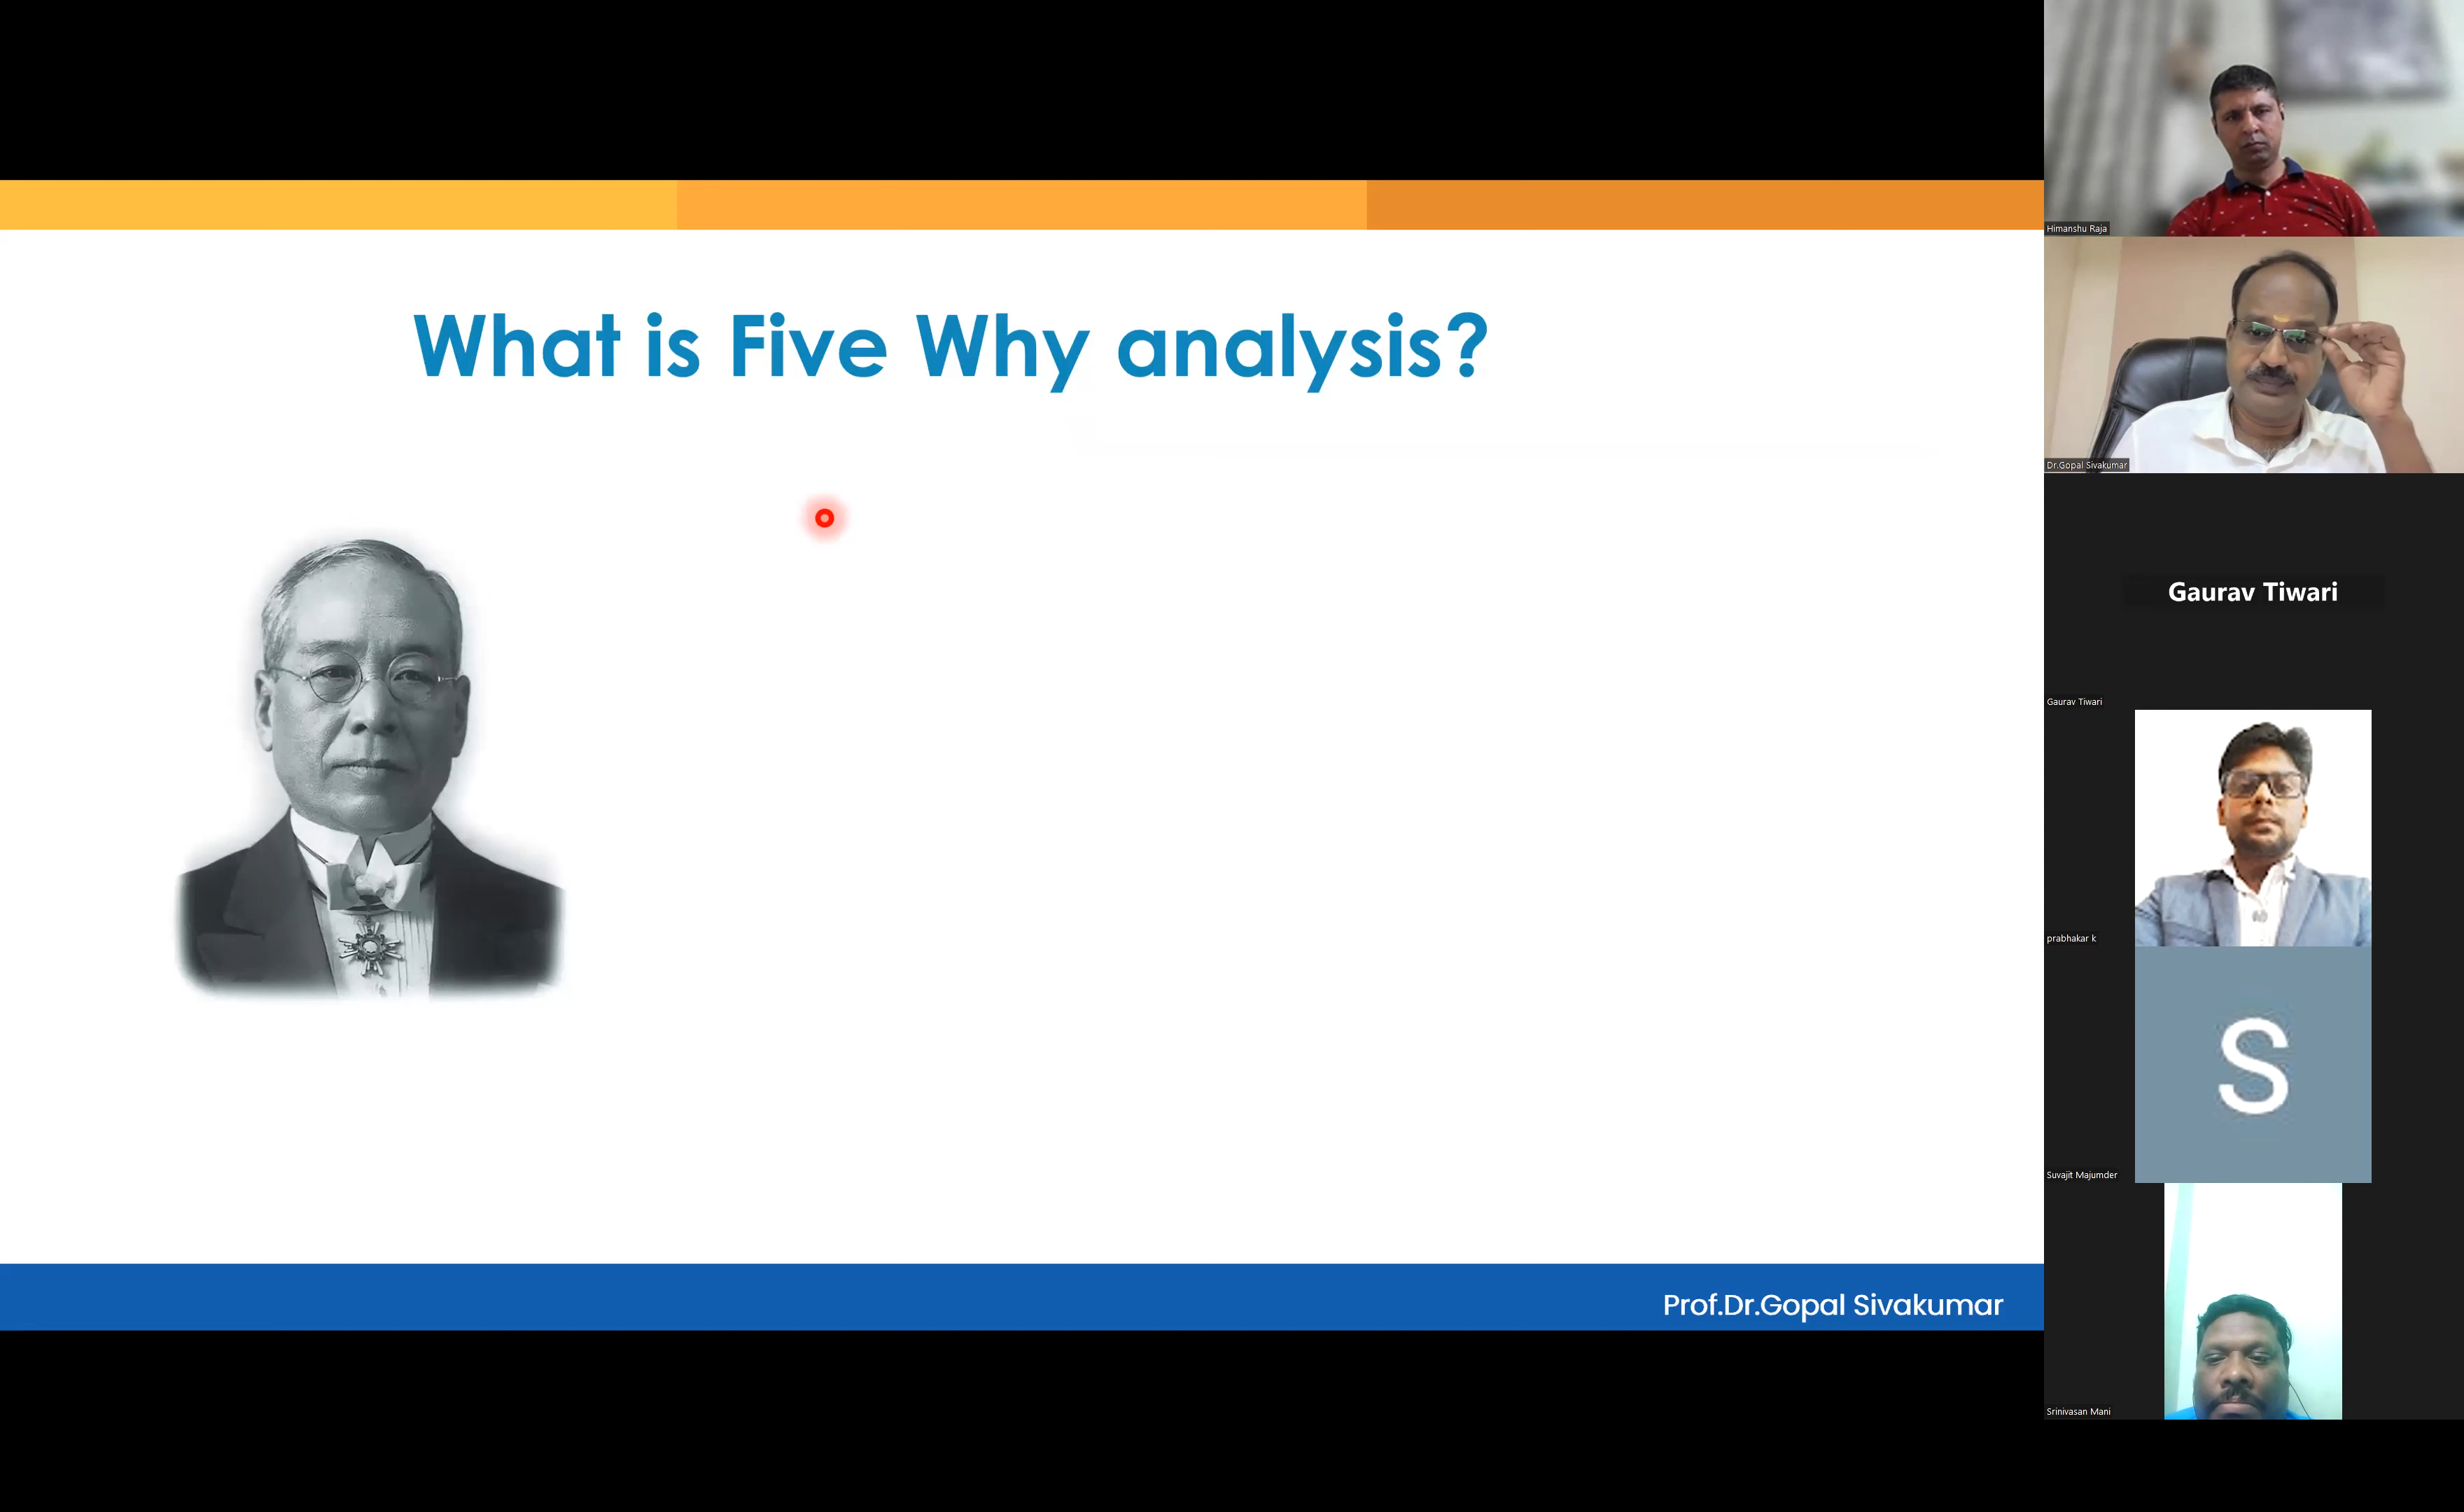 What is Five Why analysis?
Prof.Dr.Gopal Sivakumar
Himanshu Raja
Dr.Gopal Sivakumar
Gaurav Tiwari
Gaurav Tiwari
prabhakar k
S
Suvajit Majumder
Srinivasan Mani